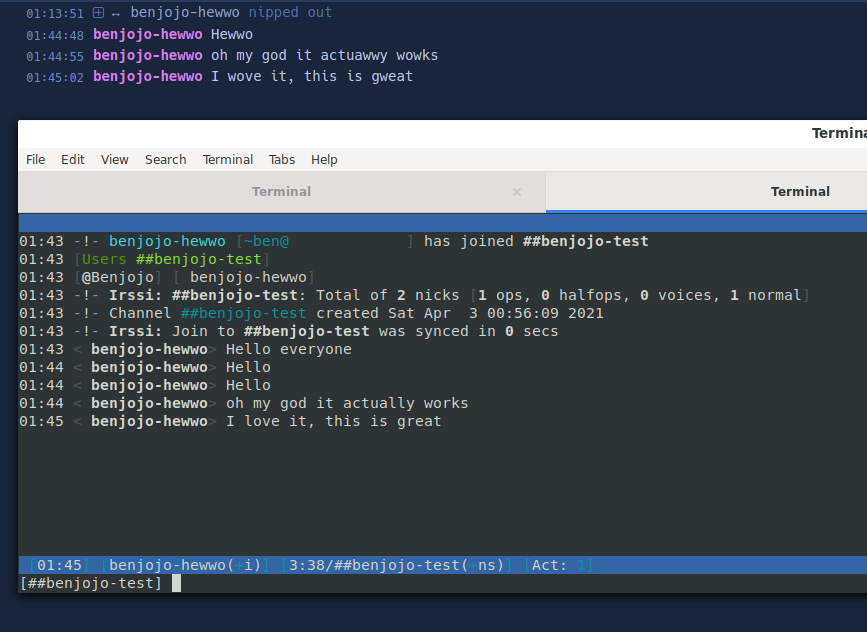 01:13:51 ↔ benjojo-hewwo nipped out
01:44:48 benjojo-hewwo Hewwo
01:44:55 benjojo-hewwo oh my god it actuawwy wowks
01:45:02 benjojo-hewwo I wove it, this is gweat
Termina
File Edit View Search Terminal Tabs Help
Terminal × Terminal
01:43 -!- benjojo-hewwo [~ben@ ] has joined ##benjojo-test
01:43 [Users ##benjojo-test]
01:43 [@Benjojo] [ benjojo-hewwo]
01:43 -!- Irssi: ##benjojo-test: Total of 2 nicks [1 ops, 0 halfops, 0 voices, 1 normal]
01:43 -!- Channel ##benjojo-test created Sat Apr  3 00:56:09 2021
01:43 -!- Irssi: Join to ##benjojo-test was synced in 0 secs
01:43 < benjojo-hewwo> Hello everyone
01:44 < benjojo-hewwo> Hello
01:44 < benjojo-hewwo> Hello
01:44 < benjojo-hewwo> oh my god it actually works
01:45 < benjojo-hewwo> I love it, this is great
[01:45] [benjojo-hewwo(+i)] [3:38/##benjojo-test(+ns)] [Act: 1]
[##benjojo-test]